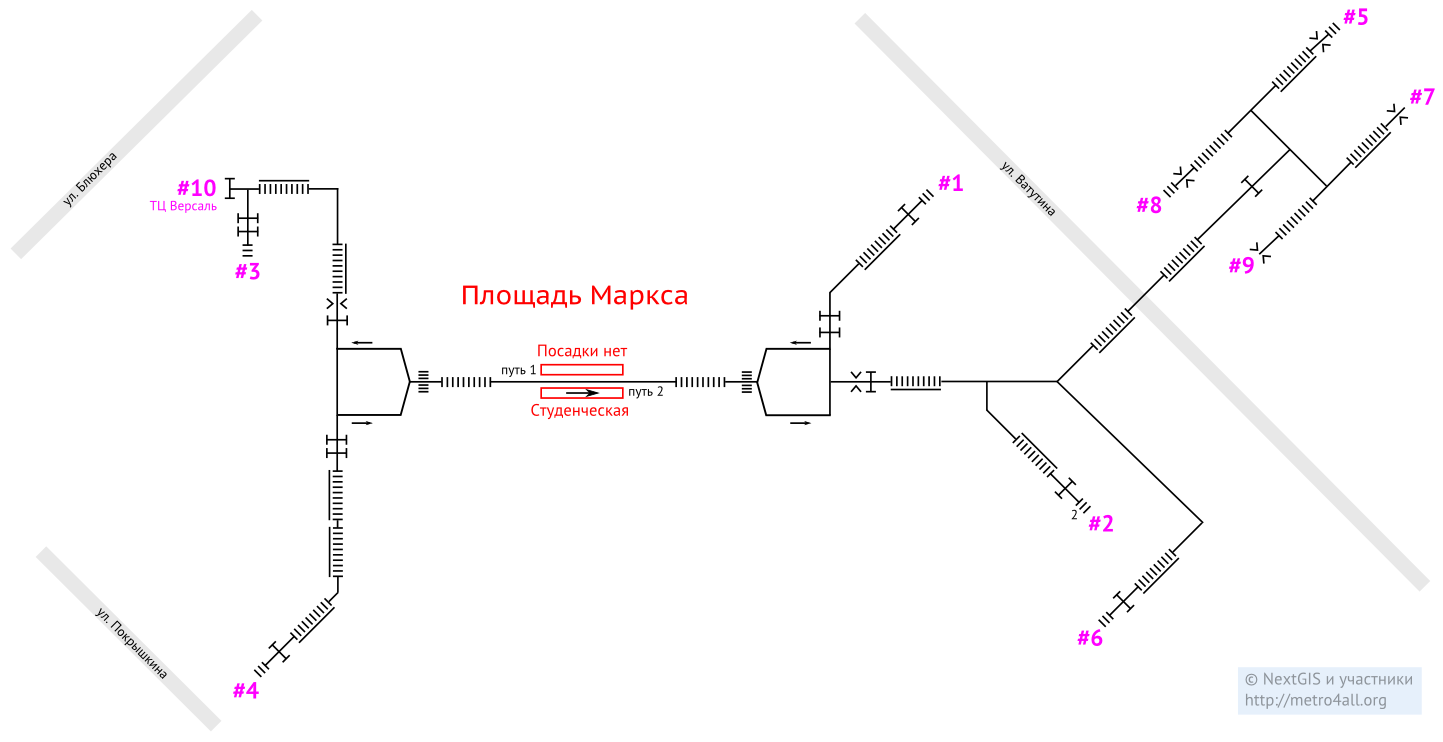 #5
#7
ул. Блюхера
ул. Ватутина
#10
ТЦ Версаль
#1
#8
#3
#9
Площадь Маркса
Посадки нет
путь 1
путь 2
Студенческая
2
#2
ул. Покрышкина
#6
#4
© NextGIS и участники
http://metro4all.org